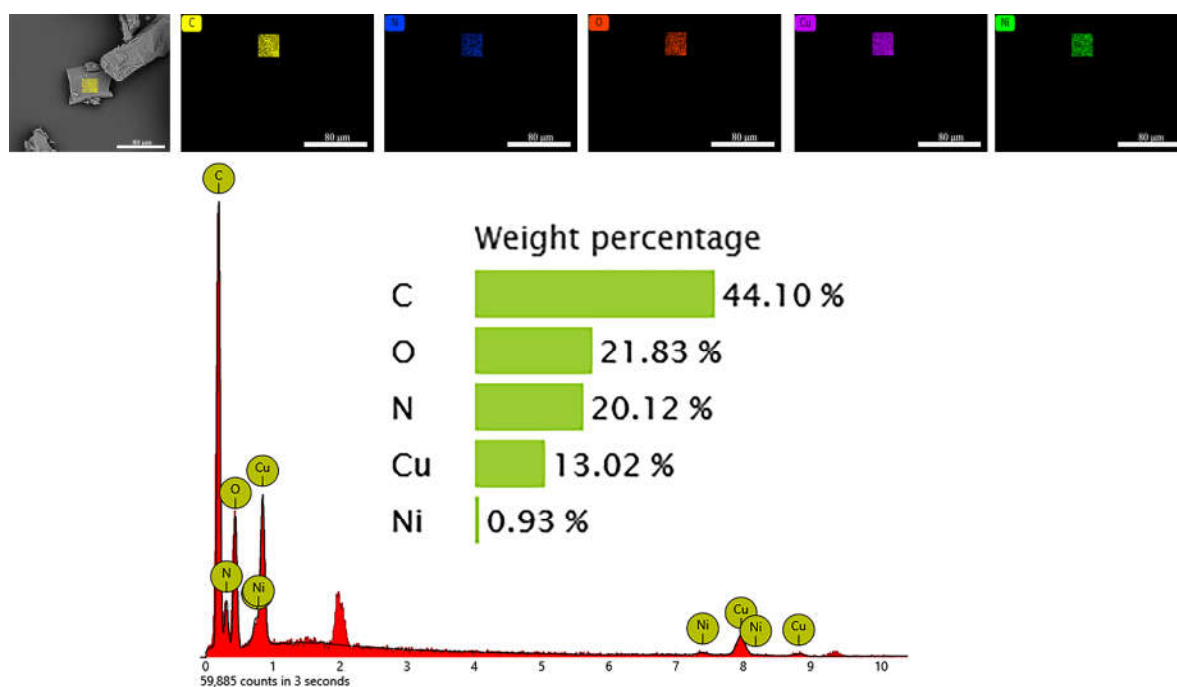 C N O Cu Ni
80 µm 80 µm 80 µm 80 µm 80 µm 80 µm
C
Weight percentage
C 44.10 %
O 21.83 %
N 20.12 %
Cu 13.02 %
Ni 0.93 %
Cu
O
N Ni
Ni Cu Ni Cu
0 1 2 3 4 5 6 7 8 9 10
59,885 counts in 3 seconds